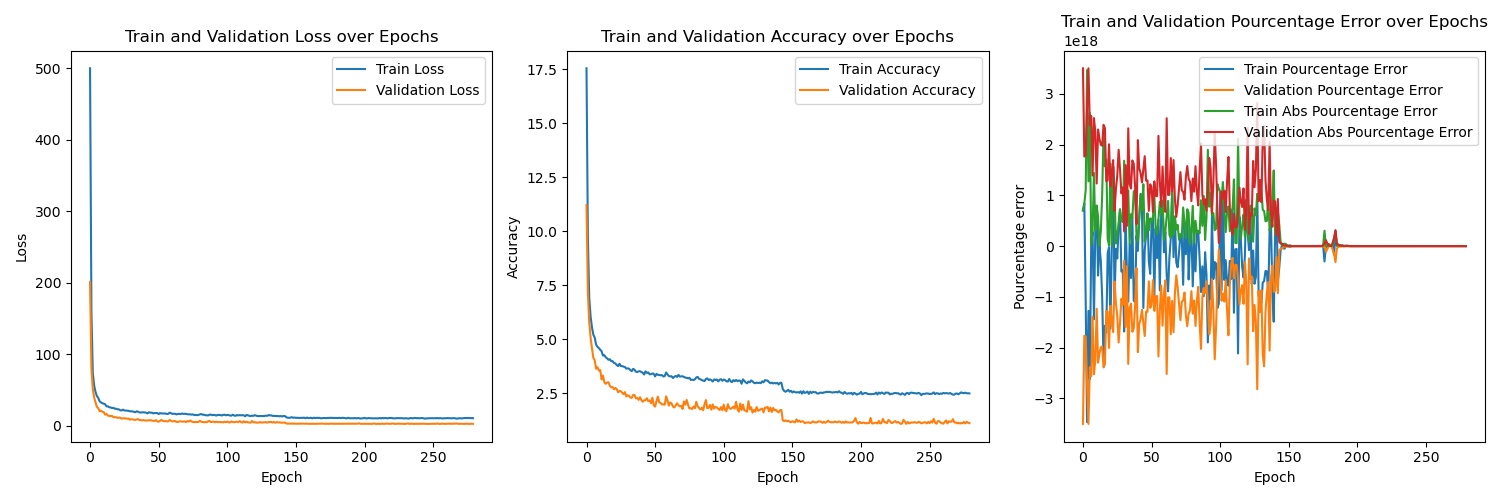 Train and Validation Loss over Epochs
Train Loss
Validation Loss
Loss
500
400
300
200
100
0
0 50 100 150 200 250
Epoch
Train and Validation Accuracy over Epochs
Train Accuracy
Validation Accuracy
Accuracy
17.5
15.0
12.5
10.0
7.5
5.0
2.5
0 50 100 150 200 250
Epoch
Train and Validation Pourcentage Error over Epochs
1e18
Train Pourcentage Error
Validation Pourcentage Error
Train Abs Pourcentage Error
Validation Abs Pourcentage Error
Pourcentage error
3
2
1
0
−1
−2
−3
0 50 100 150 200 250
Epoch